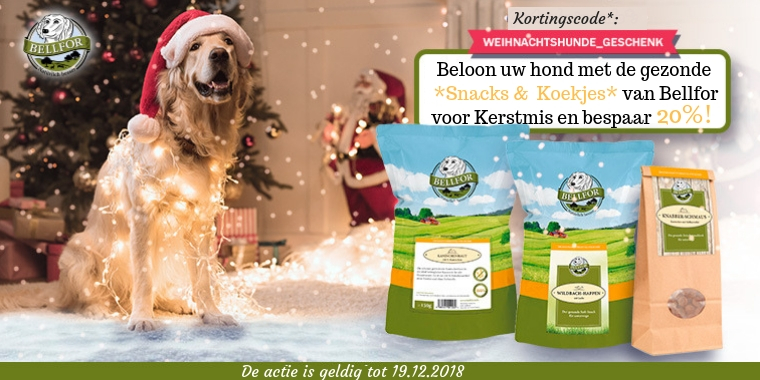 BELLFOR
Kortingscode*:
WEIHNACHTSHUNDE_GESCHENK
Beloon uw hond met de gezonde
*Snacks & Koekjes* van Bellfor
voor Kerstmis en bespaar 20%!
BELLFOR
BELLFOR
KNABBER-SCHMAUS
WILDBACH-HAPPEN
De actie is geldig tot 19.12.2018